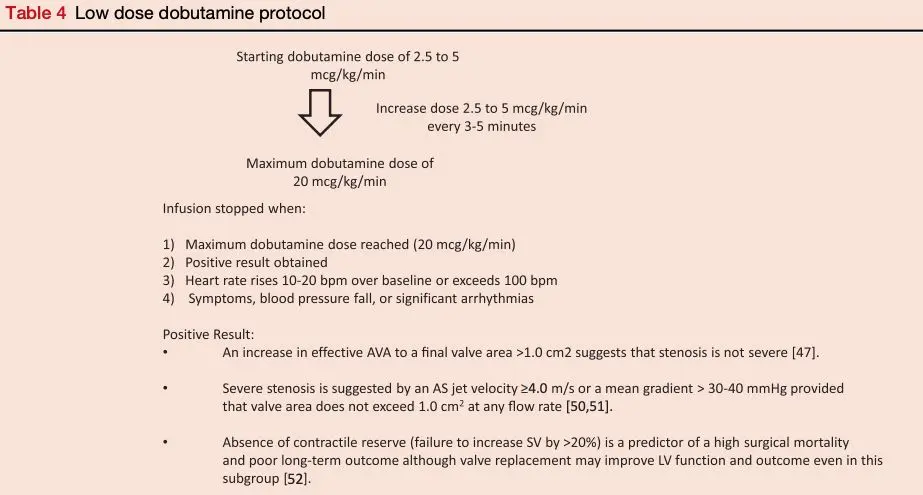 Table 4 Low dose dobutamine protocol
Starting dobutamine dose of 2.5 to 5
mcg/kg/min
Increase dose 2.5 to 5 mcg/kg/min
every 3-5 minutes
Maximum dobutamine dose of
20 mcg/kg/min
Infusion stopped when:
1) Maximum dobutamine dose reached (20 mcg/kg/min)
2) Positive result obtained
3) Heart rate rises 10-20 bpm over baseline or exceeds 100 bpm
4) Symptoms, blood pressure fall, or significant arrhythmias
Positive Result:
• An increase in effective AVA to a final valve area >1.0 cm2 suggests that stenosis is not severe [47].
• Severe stenosis is suggested by an AS jet velocity ≥4.0 m/s or a mean gradient > 30-40 mmHg provided
that valve area does not exceed 1.0 cm² at any flow rate [50,51].
• Absence of contractile reserve (failure to increase SV by >20%) is a predictor of a high surgical mortality
and poor long-term outcome although valve replacement may improve LV function and outcome even in this
subgroup [52].